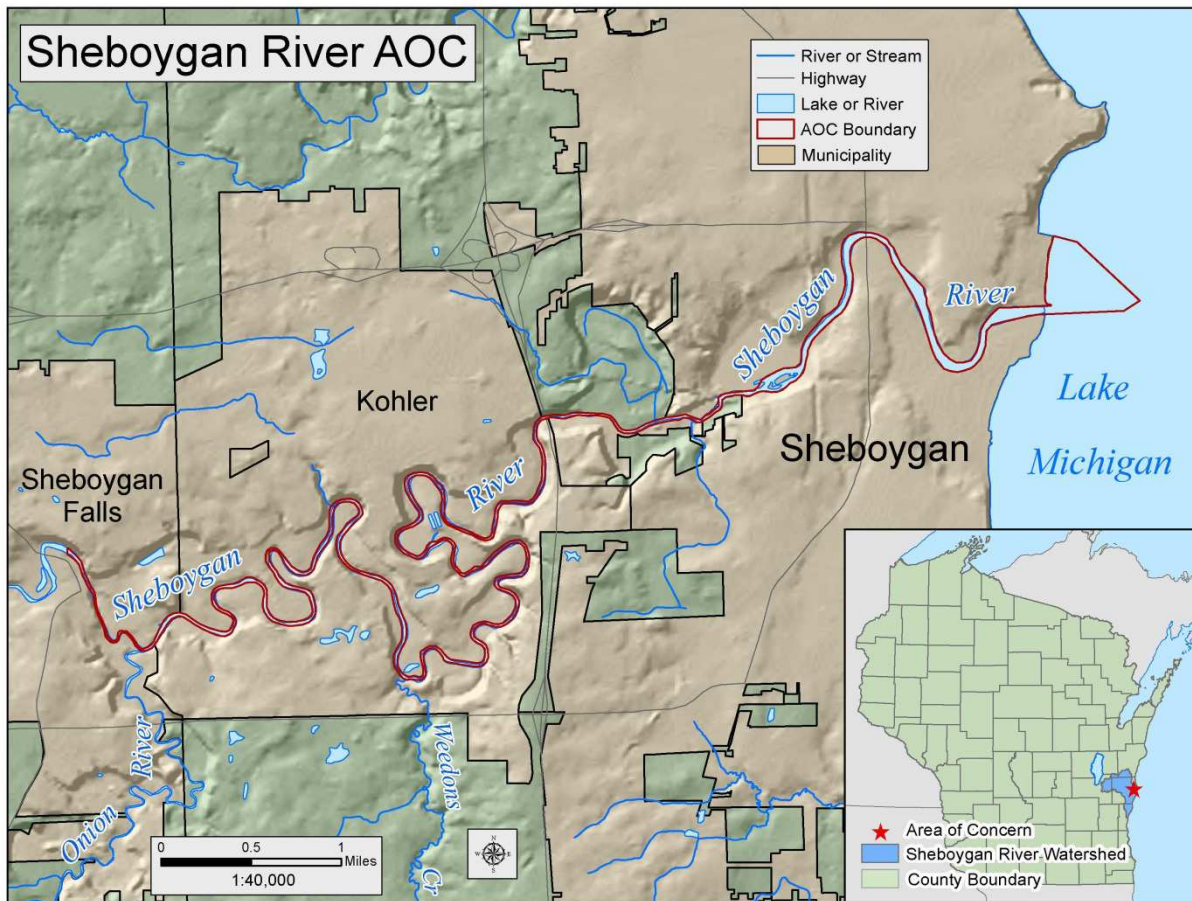 Sheboygan River AOC
River or Stream
Highway
Lake or River
AOC Boundary
Municipality
Sheboygan
River
Kohler
Lake
Michigan
Sheboygan
Sheboygan
Falls
River
Sheboygan
River
Onion
Weedons
Cr
N
W
E
S
0
0.5
1
Miles
1:40,000
Area of Concern
Sheboygan River Watershed
County Boundary